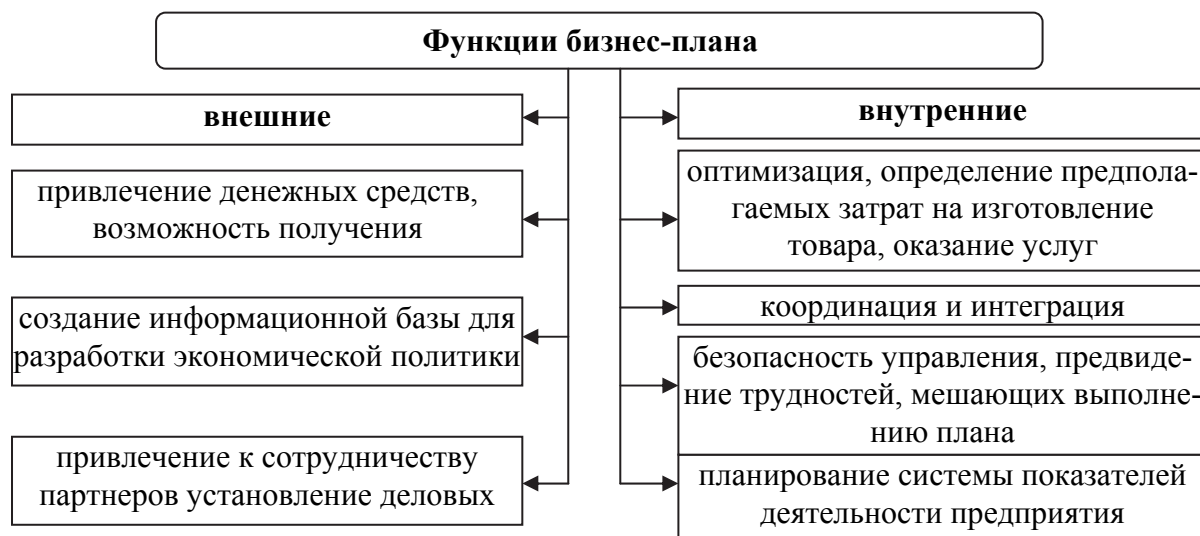 Функции бизнес-плана
внешние
привлечение денежных средств,
возможность получения
создание информационной базы для
разработки экономической политики
привлечение к сотрудничеству
партнеров установление деловых
внутренние
оптимизация, определение предпола-
гаемых затрат на изготовление
товара, оказание услуг
координация и интеграция
безопасность управления, предвиде-
ние трудностей, мешающих выполне-
нию плана
планирование системы показателей
деятельности предприятия